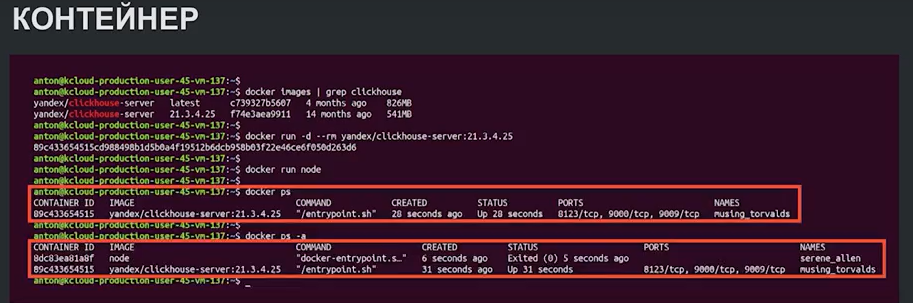 КОНТЕЙНЕР
anton@kcloud-production-user-45-vm-137:~$
anton@kcloud-production-user-45-vm-137:~$ docker images | grep clickhouse
yandex/clickhouse-server latest c739327b5607 4 months ago 826MB
yandex/clickhouse-server 21.3.4.25 f74e3aea9911 14 months ago 541MB
anton@kcloud-production-user-45-vm-137:~$
anton@kcloud-production-user-45-vm-137:~$ docker run -d --rm yandex/clickhouse-server:21.3.4.25
89c433654515cd988498b1d5b0a4f19512b6dcb958b03f22e46ce6f050d263d6
anton@kcloud-production-user-45-vm-137:~$
anton@kcloud-production-user-45-vm-137:~$ docker run node
anton@kcloud-production-user-45-vm-137:~$
anton@kcloud-production-user-45-vm-137:~$ docker ps
CONTAINER ID IMAGE COMMAND CREATED STATUS PORTS NAMES
89c433654515 yandex/clickhouse-server:21.3.4.25 "/entrypoint.sh" 28 seconds ago Up 28 seconds 8123/tcp, 9000/tcp, 9009/tcp musing_torvalds
anton@kcloud-production-user-45-vm-137:~$ docker ps -a
CONTAINER ID IMAGE COMMAND CREATED STATUS PORTS NAMES
8dc83ea81a8f node "docker-entrypoint.s…" 6 seconds ago Exited (0) 5 seconds ago serene_allen
89c433654515 yandex/clickhouse-server:21.3.4.25 "/entrypoint.sh" 31 seconds ago Up 31 seconds 8123/tcp, 9000/tcp, 9009/tcp musing_torvalds
anton@kcloud-production-user-45-vm-137:~$ _